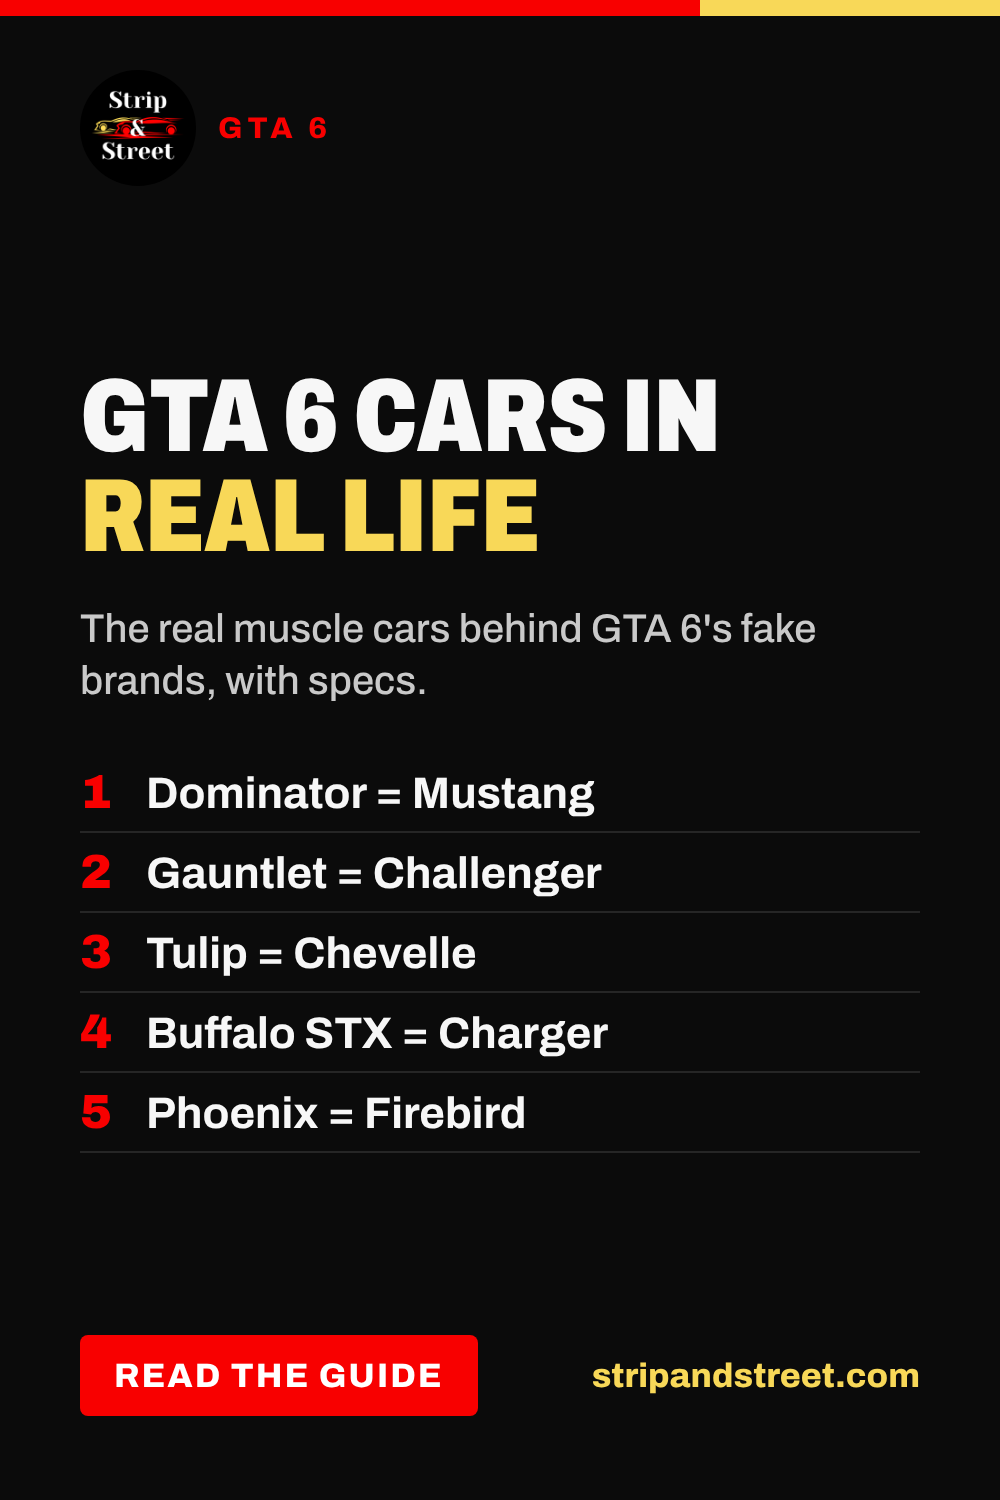 Strip
&
Street
GTA 6
GTA 6 CARS IN
REAL LIFE
The real muscle cars behind GTA 6's fake
brands, with specs.
1 Dominator = Mustang
2 Gauntlet = Challenger
3 Tulip = Chevelle
4 Buffalo STX = Charger
5 Phoenix = Firebird
READ THE GUIDE
stripandstreet.com